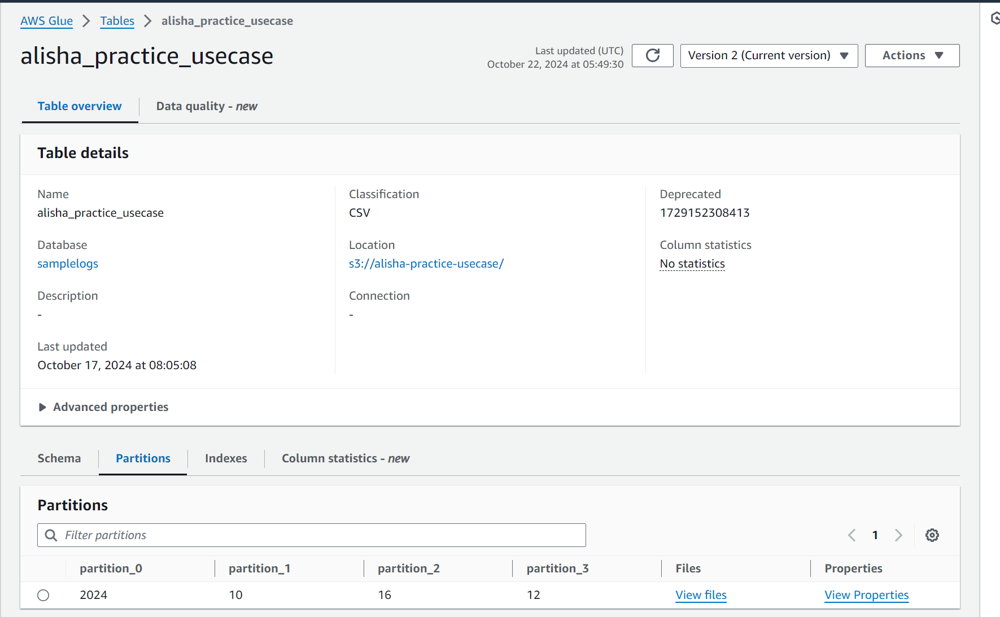 AWS Glue > Tables > alisha_practice_usecase
alisha_practice_usecase
Last updated (UTC)
October 22, 2024 at 05:49:30
Version 2 (Current version)
Actions
Table overview
Data quality - new
Table details
Name
alisha_practice_usecase
Database
samplelogs
Description
-
Last updated
October 17, 2024 at 08:05:08
Classification
CSV
Location
s3://alisha-practice-usecase/
Connection
-
Deprecated
1729152308413
Column statistics
No statistics
Advanced properties
Schema
Partitions
Indexes
Column statistics - new
Partitions
Filter partitions
1
partition_0 partition_1 partition_2 partition_3 Files Properties
2024 10 16 12 View files View Properties